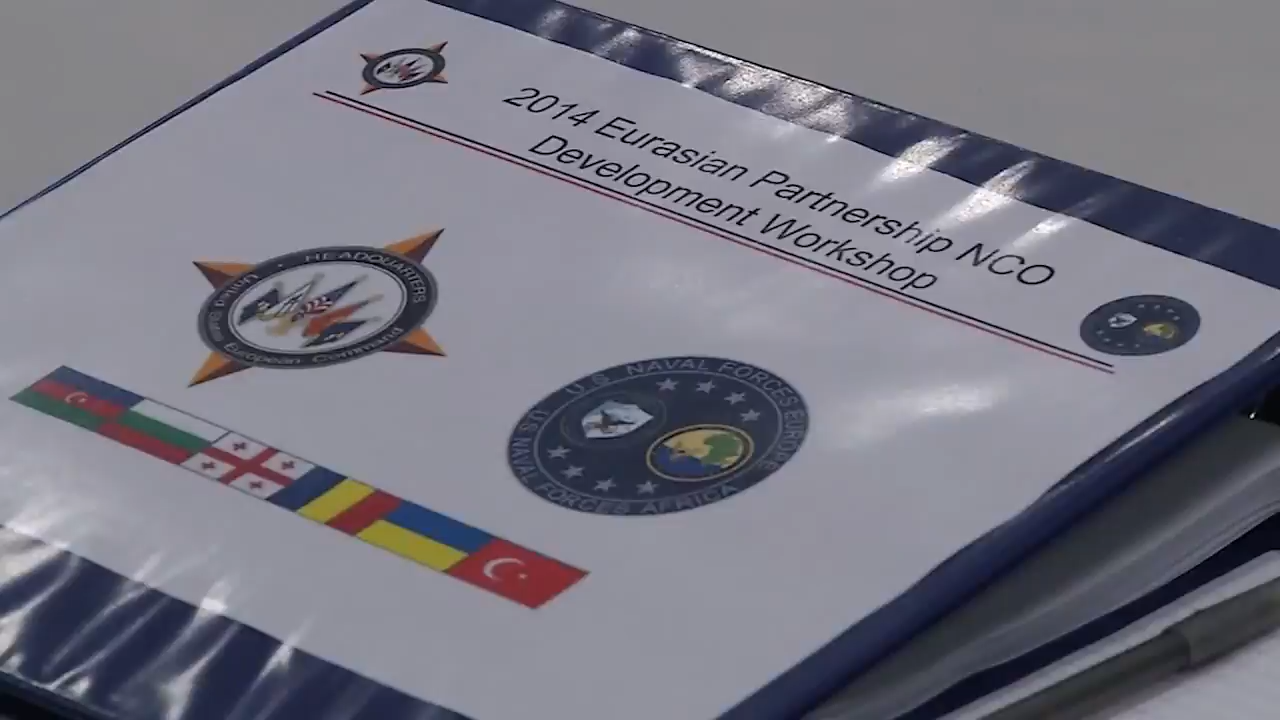 2014 Eurasian Partnership NCO
Development Workshop
HEADQUARTERS
United States European Command
U.S. NAVAL FORCES EUROPE
U.S. NAVAL FORCES AFRICA